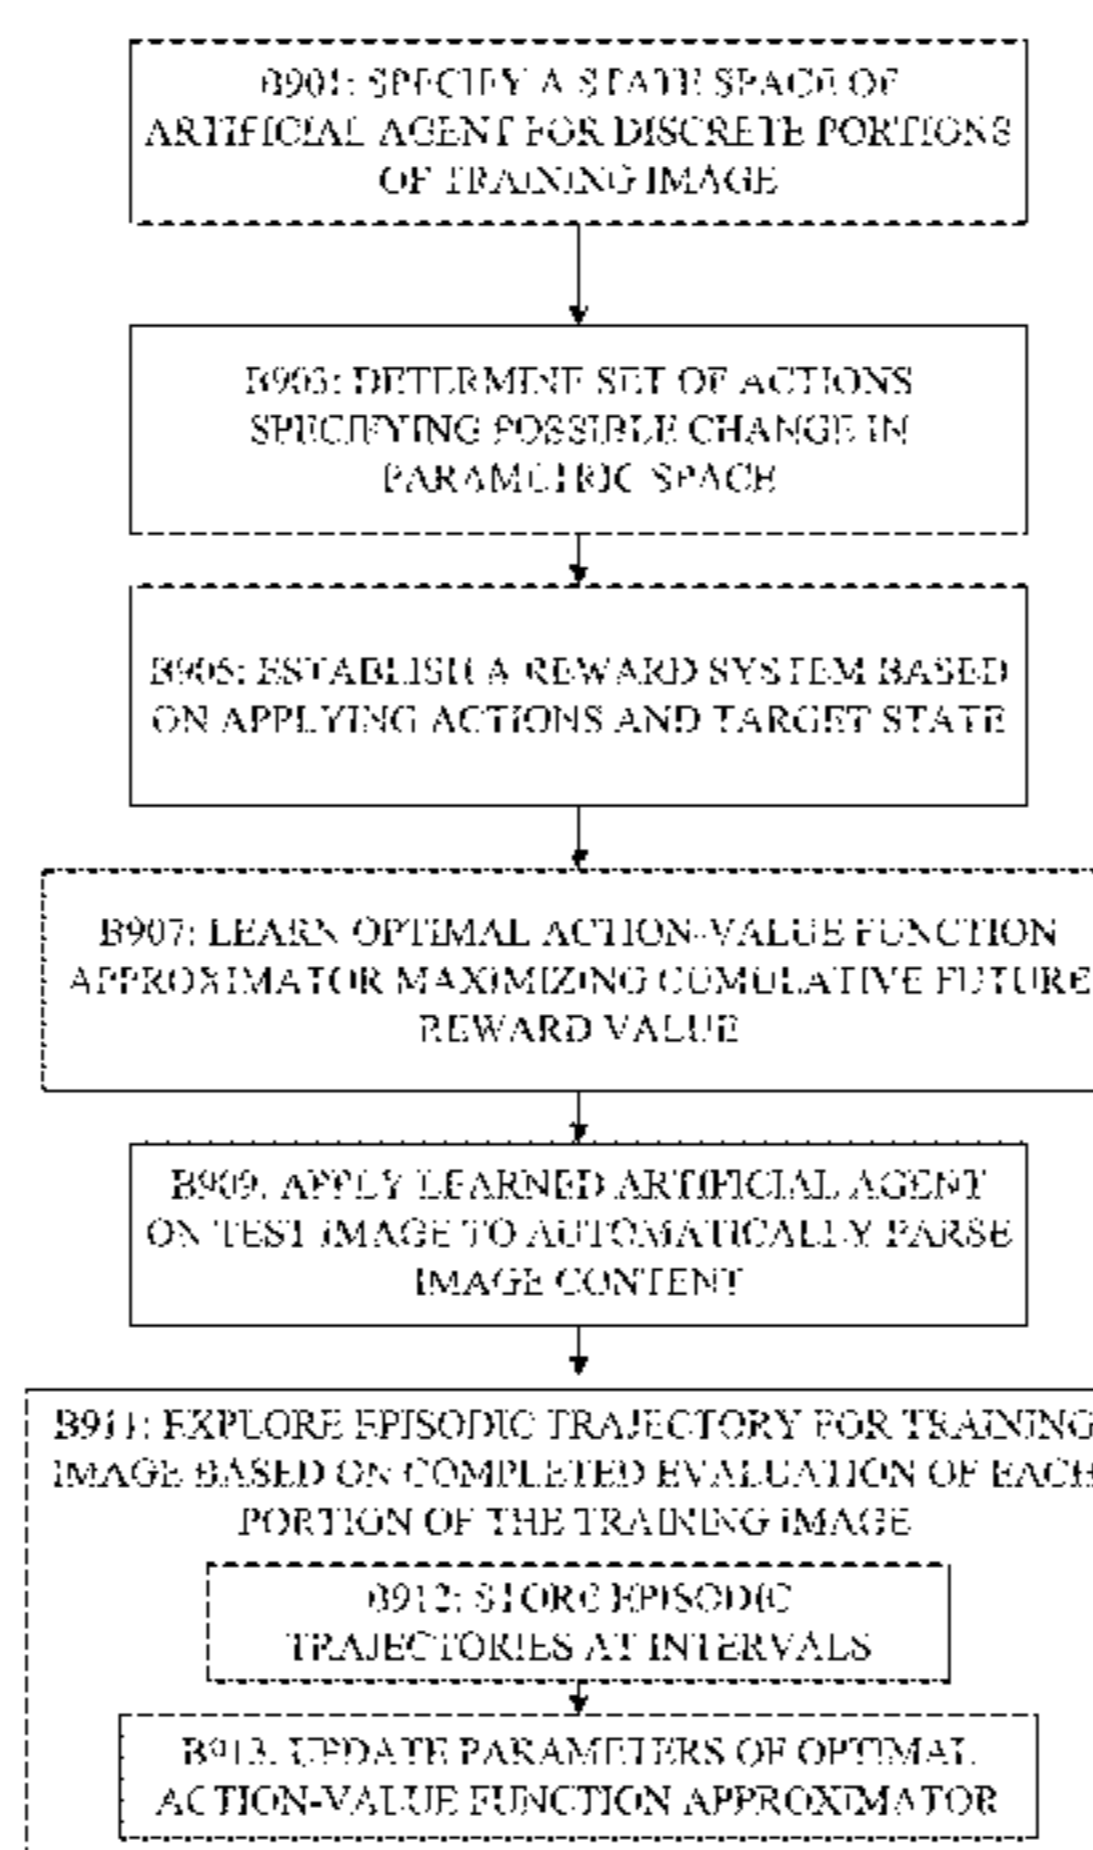 B901: SPECIFY A STATE SPACE OF
ARTIFICIAL AGENT FOR DISCRETE PORTIONS
OF TRAINING IMAGE
B903: DETERMINE SET OF ACTIONS
SPECIFYING POSSIBLE CHANGE IN
PARAMETRIC SPACE
B905: ESTABLISH A REWARD SYSTEM BASED
ON APPLYING ACTIONS AND TARGET STATE
B907: LEARN OPTIMAL ACTION-VALUE FUNCTION
APPROXIMATOR MAXIMIZING CUMULATIVE FUTURE
REWARD VALUE
B909: APPLY LEARNED ARTIFICIAL AGENT
ON TEST IMAGE TO AUTOMATICALLY PARSE
IMAGE CONTENT
B911: EXPLORE EPISODIC TRAJECTORY FOR TRAINING
IMAGE BASED ON COMPLETED EVALUATION OF EACH
PORTION OF THE TRAINING IMAGE
B912: STORE EPISODIC
TRAJECTORIES AT INTERVALS
B913: UPDATE PARAMETERS OF OPTIMAL
ACTION-VALUE FUNCTION APPROXIMATOR